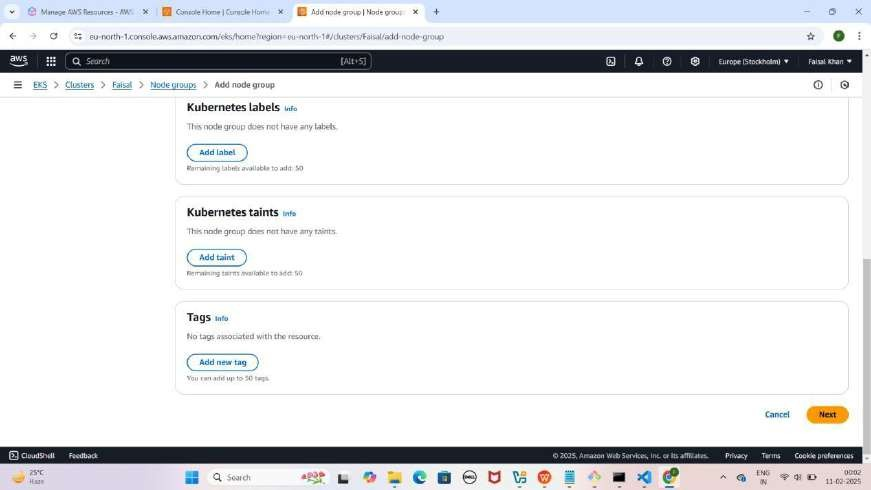 Manage AWS Resources - AWS
Console Home | Console Home
Add node group | Node groups
eu-north-1.console.aws.amazon.com/eks/home?region=eu-north-1#/clusters/Faisal/add-node-group
aws
Search
[Alt+S]
Europe (Stockholm)
Faisal Khan
EKS > Clusters > Faisal > Node groups > Add node group
Kubernetes labels Info
This node group does not have any labels.
Add label
Remaining labels available to add: 50
Kubernetes taints Info
This node group does not have any taints.
Add taint
Remaining taints available to add: 50
Tags Info
No tags associated with the resource.
Add new tag
You can add up to 50 tags.
Cancel
Next
CloudShell
Feedback
© 2025, Amazon Web Services, Inc. or its affiliates.
Privacy
Terms
Cookie preferences
25°C
Haze
Search
DELL
ENG
IN
00:02
11-02-2025